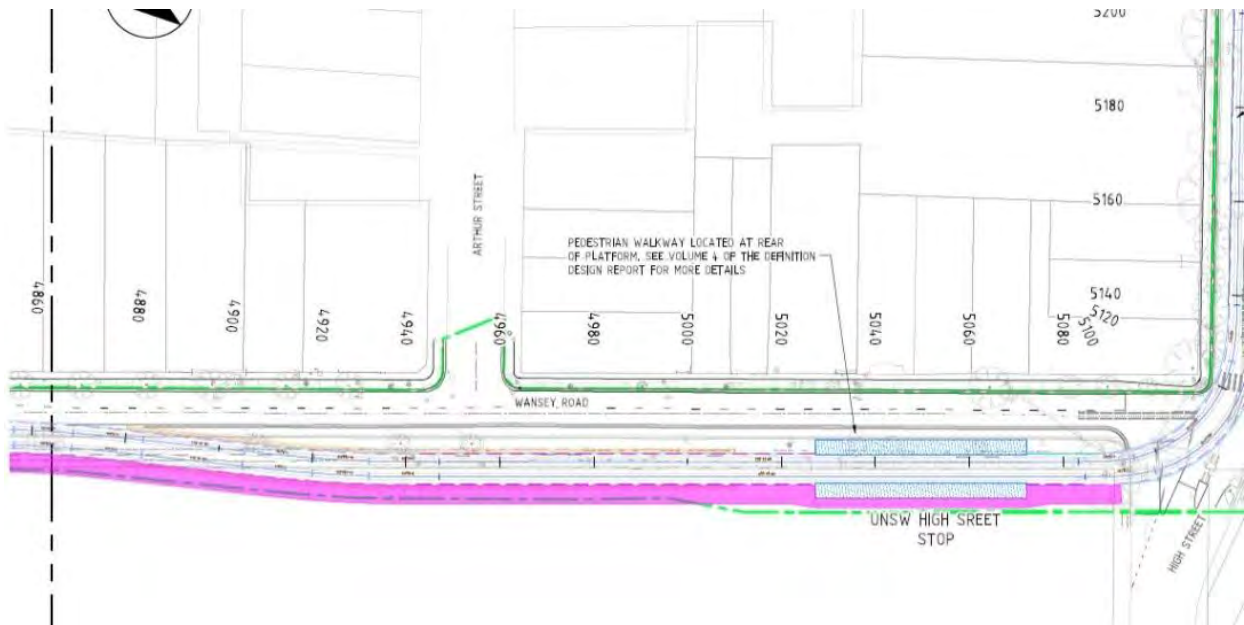 5200
5180
5160
5140
5120
5100
ARTHUR STREET
PEDESTRIAN WALKWAY LOCATED AT REAR
OF PLATFORM, SEE VOLUME 4 OF THE DEFINITION
DESIGN REPORT FOR MORE DETAILS
4860
4880
4900
4920
4940
4960
4980
5000
5020
5040
5060
5080
WANSEY ROAD
UNSW HIGH SREET
STOP
HIGH STREET